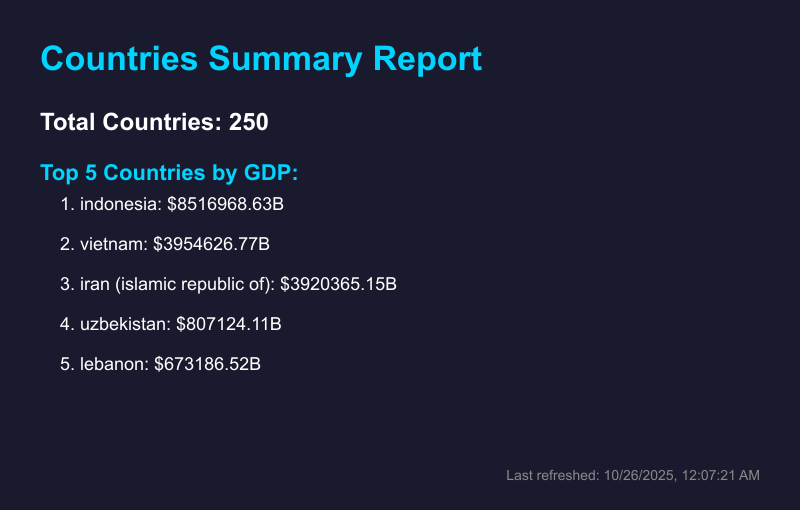 Countries Summary Report
Total Countries: 250
Top 5 Countries by GDP:
1. indonesia: $8516968.63B
2. vietnam: $3954626.77B
3. iran (islamic republic of): $3920365.15B
4. uzbekistan: $807124.11B
5. lebanon: $673186.52B
Last refreshed: 10/26/2025, 12:07:21 AM